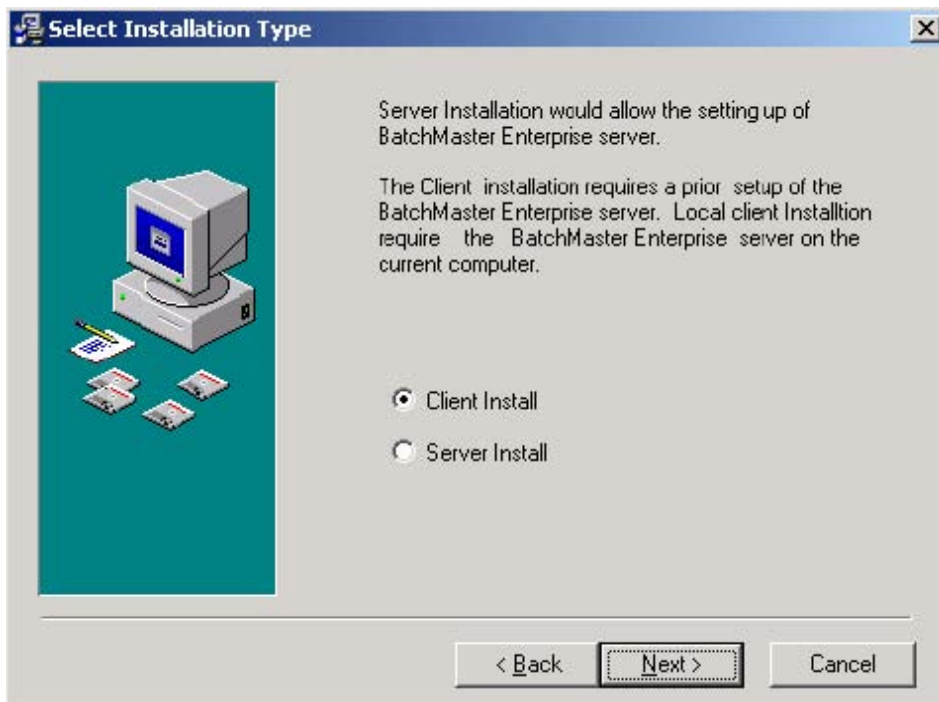 Select Installation Type
Server Installation would allow the setting up of
BatchMaster Enterprise server.
The Client installation requires a prior setup of the
BatchMaster Enterprise server. Local client Installtion
require the BatchMaster Enterprise server on the
current computer.
Client Install
Server Install
< Back
Next >
Cancel